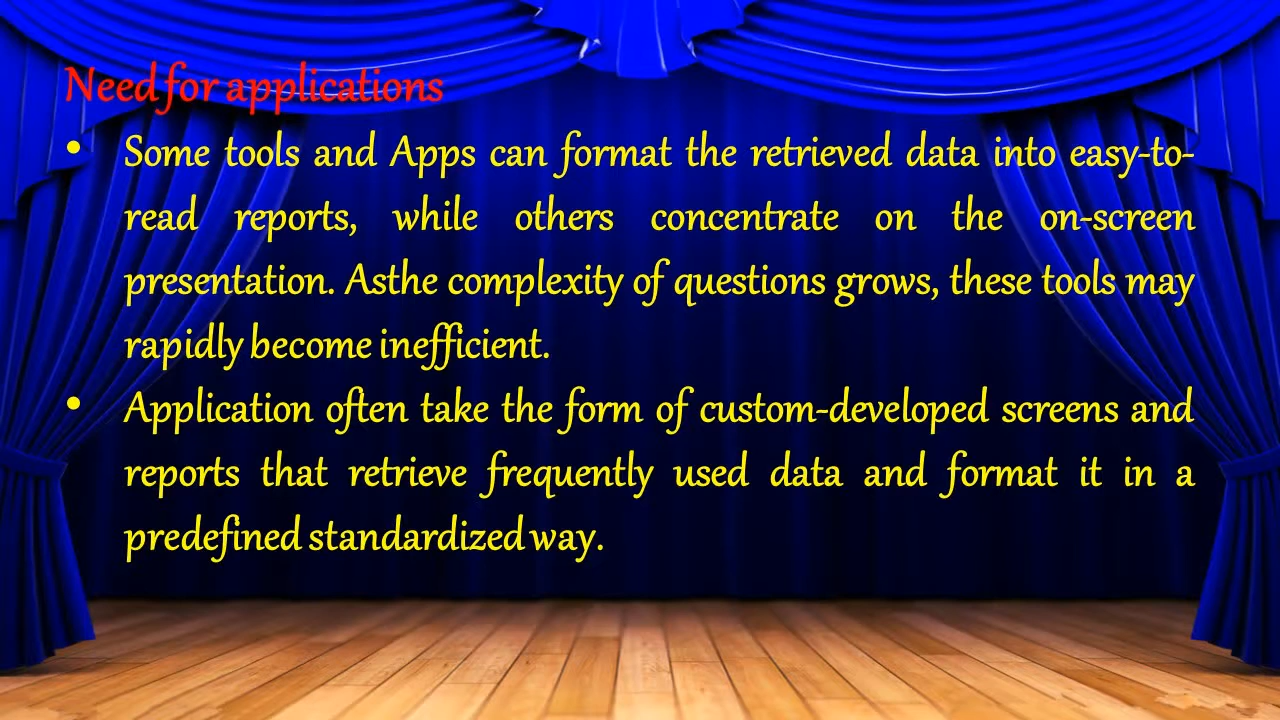 Need for applications
• Some tools and Apps can format the retrieved data into easy-to-
read reports, while others concentrate on the on-screen
presentation. Asthe complexity of questions grows, these tools may
rapidly become inefficient.
• Application often take the form of custom-developed screens and
reports that retrieve frequently used data and format it in a
predefined standardized way.